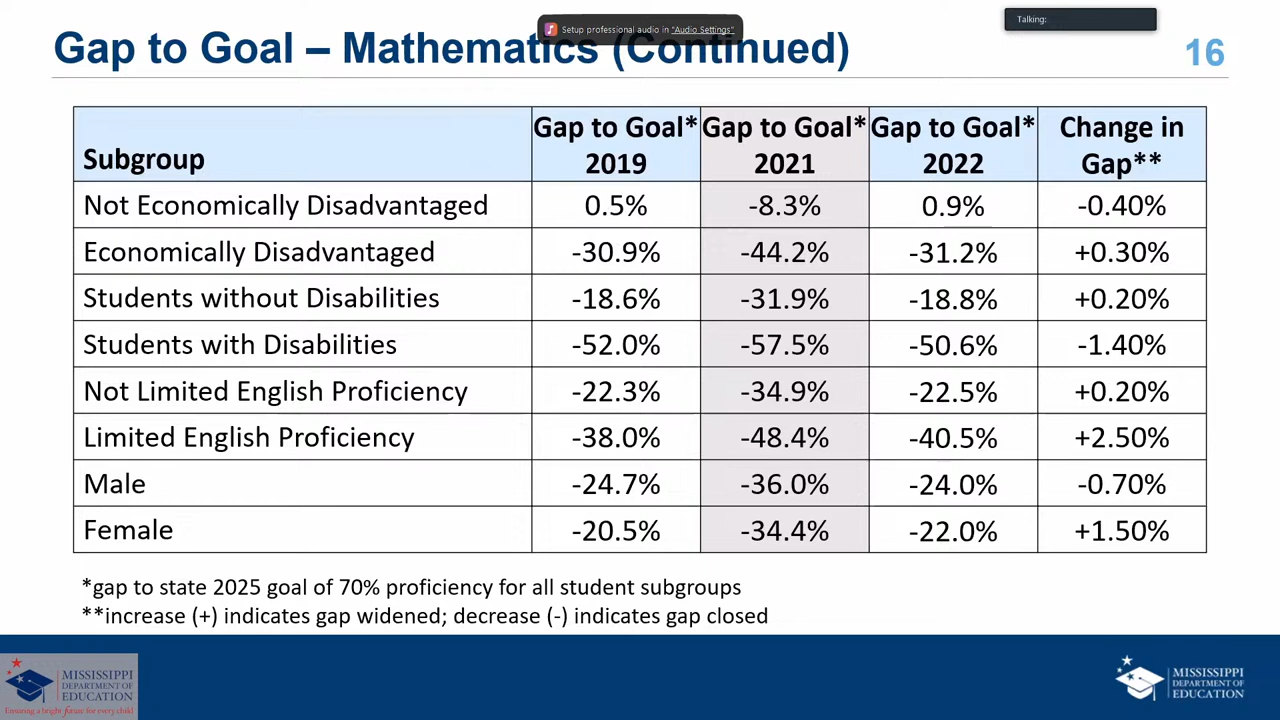 Setup professional audio in "Audio Settings"
Talking:
Gap to Goal – Mathematics (Continued)
16
Subgroup Gap to Goal* 2019 Gap to Goal* 2021 Gap to Goal* 2022 Change in Gap**
Not Economically Disadvantaged 0.5% -8.3% 0.9% -0.40%
Economically Disadvantaged -30.9% -44.2% -31.2% +0.30%
Students without Disabilities -18.6% -31.9% -18.8% +0.20%
Students with Disabilities -52.0% -57.5% -50.6% -1.40%
Not Limited English Proficiency -22.3% -34.9% -22.5% +0.20%
Limited English Proficiency -38.0% -48.4% -40.5% +2.50%
Male -24.7% -36.0% -24.0% -0.70%
Female -20.5% -34.4% -22.0% +1.50%
*gap to state 2025 goal of 70% proficiency for all student subgroups
**increase (+) indicates gap widened; decrease (-) indicates gap closed
MISSISSIPPI
DEPARTMENT OF
EDUCATION
Ensuring a bright future for every child
MISSISSIPPI
DEPARTMENT OF
EDUCATION